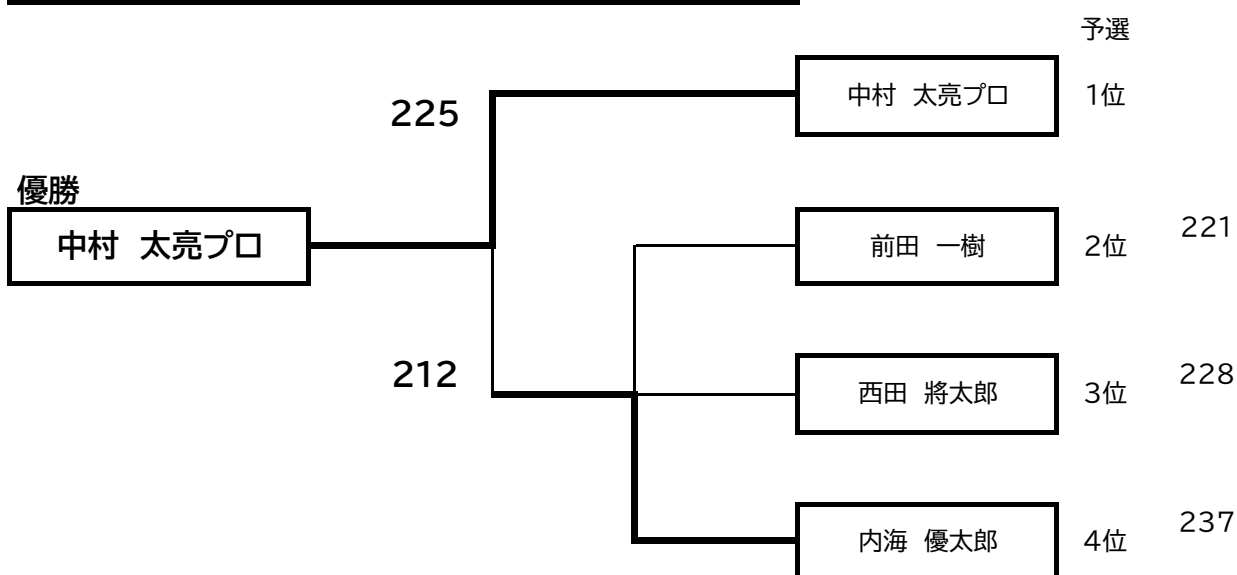 予選
225
中村 太亮プロ 1位
優勝
中村 太亮プロ
前田 一樹 2位 221
212
西田 將太郎 3位 228
内海 優太郎 4位 237